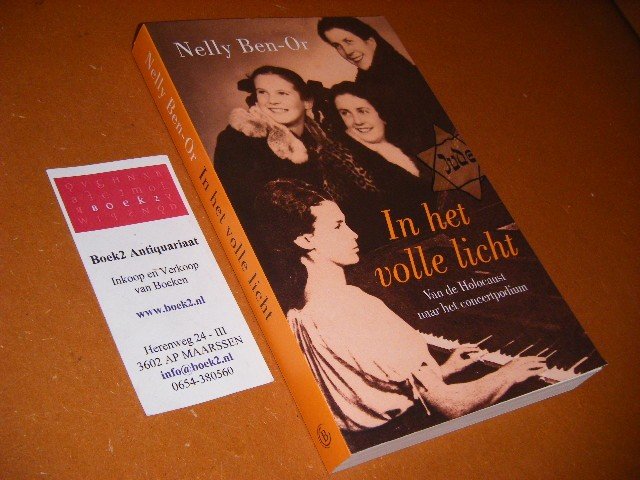 Nelly Ben-Or
Jude
In het
volle licht
Van de Holocaust
naar het concertpodium
Nelly Ben-Or In het volle licht
B
BOEK2
Boek2 Antiquariaat
Inkoop en Verkoop
van Boeken
www.boek2.nl
Herenweg 24 - III
3602 AP MAARSSEN
info@boek2.nl
0654-380560